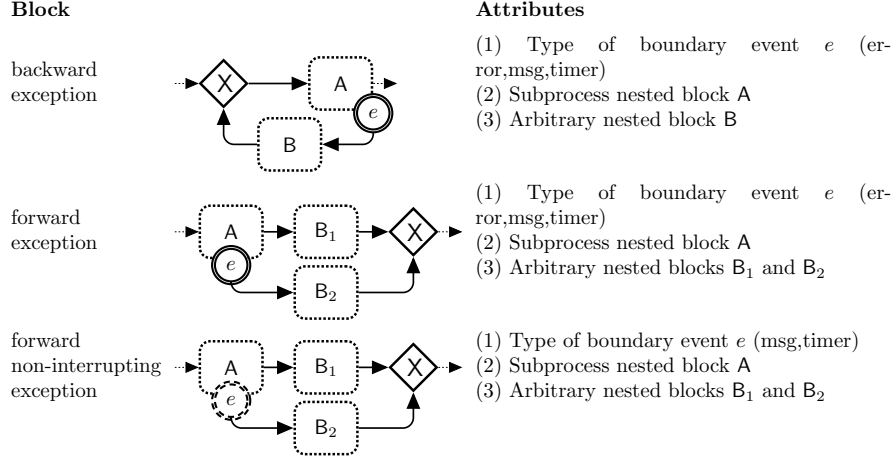 Block
Attributes
backward
exception
X
A
e
B
(1) Type of boundary event e (er-
ror,msg,timer)
(2) Subprocess nested block A
(3) Arbitrary nested block B
forward
exception
A
e
B1
B2
X
(1) Type of boundary event e (er-
ror,msg,timer)
(2) Subprocess nested block A
(3) Arbitrary nested blocks B1 and B2
forward
non-interrupting
exception
A
e
B1
B2
X
(1) Type of boundary event e (msg,timer)
(2) Subprocess nested block A
(3) Arbitrary nested blocks B1 and B2